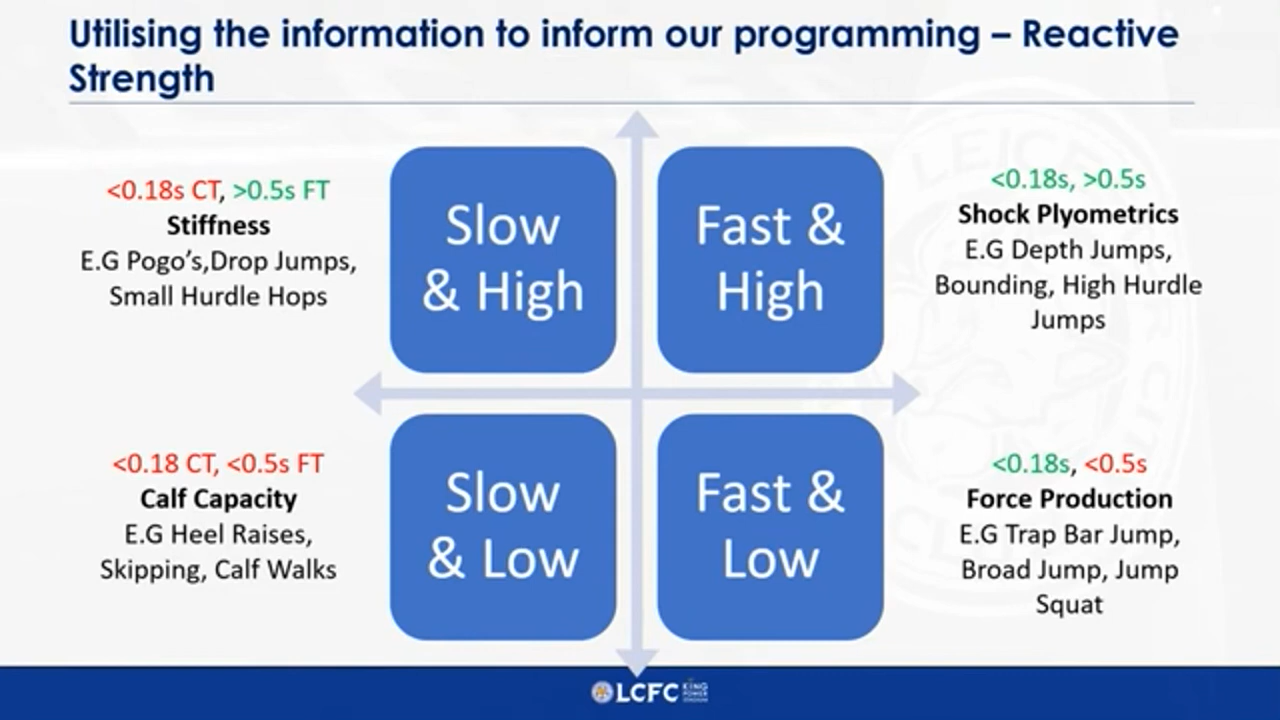 Utilising the information to inform our programming – Reactive
Strength
<0.18s CT, >0.5s FT
Stiffness
E.G Pogo’s,Drop Jumps,
Small Hurdle Hops
Slow
& High
Fast &
High
<0.18s, >0.5s
Shock Plyometrics
E.G Depth Jumps,
Bounding, High Hurdle
Jumps
<0.18 CT, <0.5s FT
Calf Capacity
E.G Heel Raises,
Skipping, Calf Walks
Slow
& Low
Fast &
Low
<0.18s, <0.5s
Force Production
E.G Trap Bar Jump,
Broad Jump, Jump
Squat
LCFC
KING
POWER